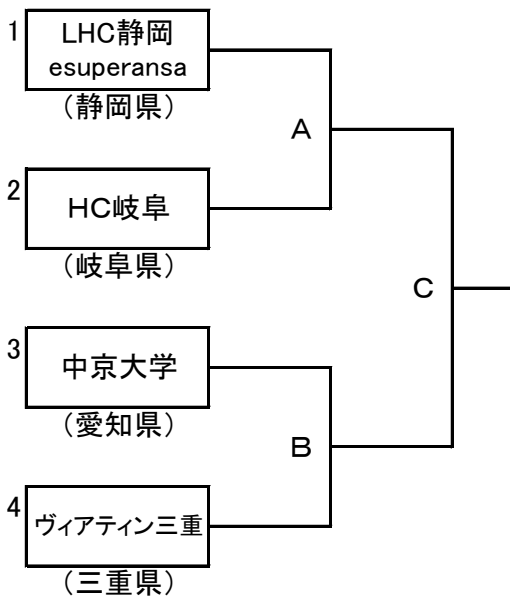 1
LHC静岡
esuperansa
（静岡県）
A
2
HC岐阜
（岐阜県）
C
3
中京大学
（愛知県）
B
4
ヴィアティン三重
（三重県）